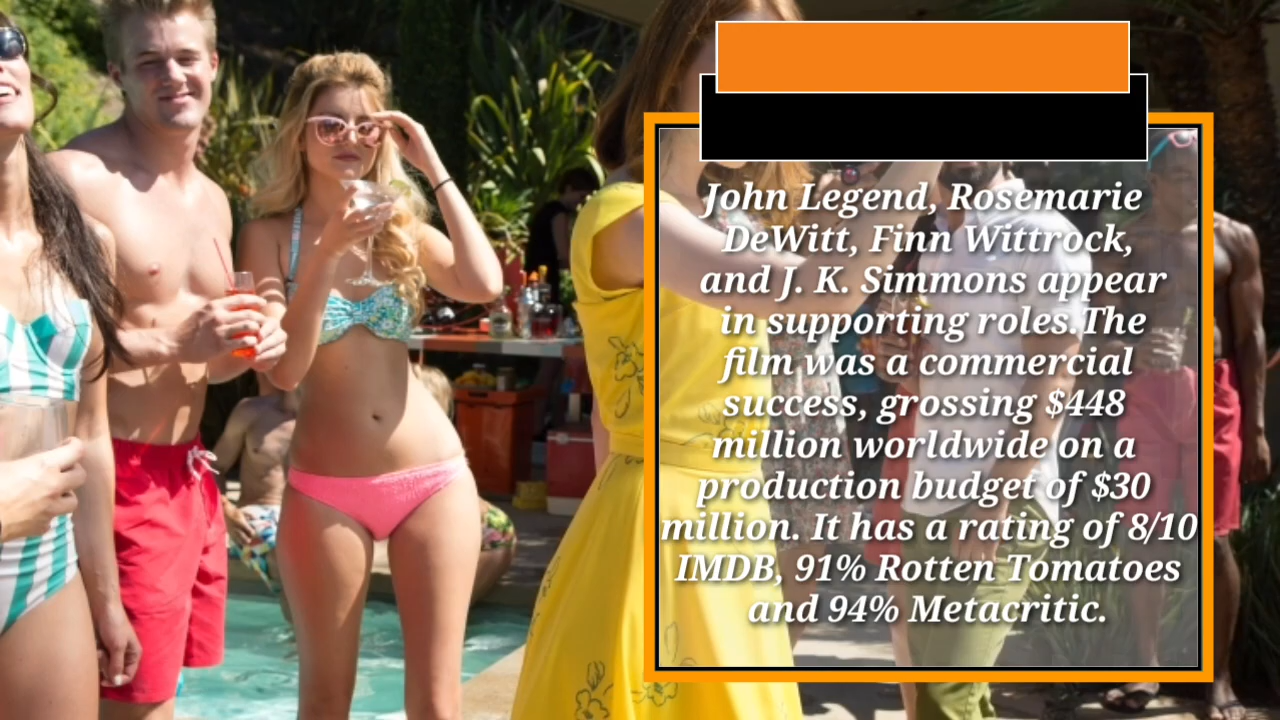 John Legend, Rosemarie
DeWitt, Finn Wittrock,
and J. K. Simmons appear
in supporting roles.The
film was a commercial
success, grossing $448
million worldwide on a
production budget of $30
million. It has a rating of 8/10
IMDB, 91% Rotten Tomatoes
and 94% Metacritic.